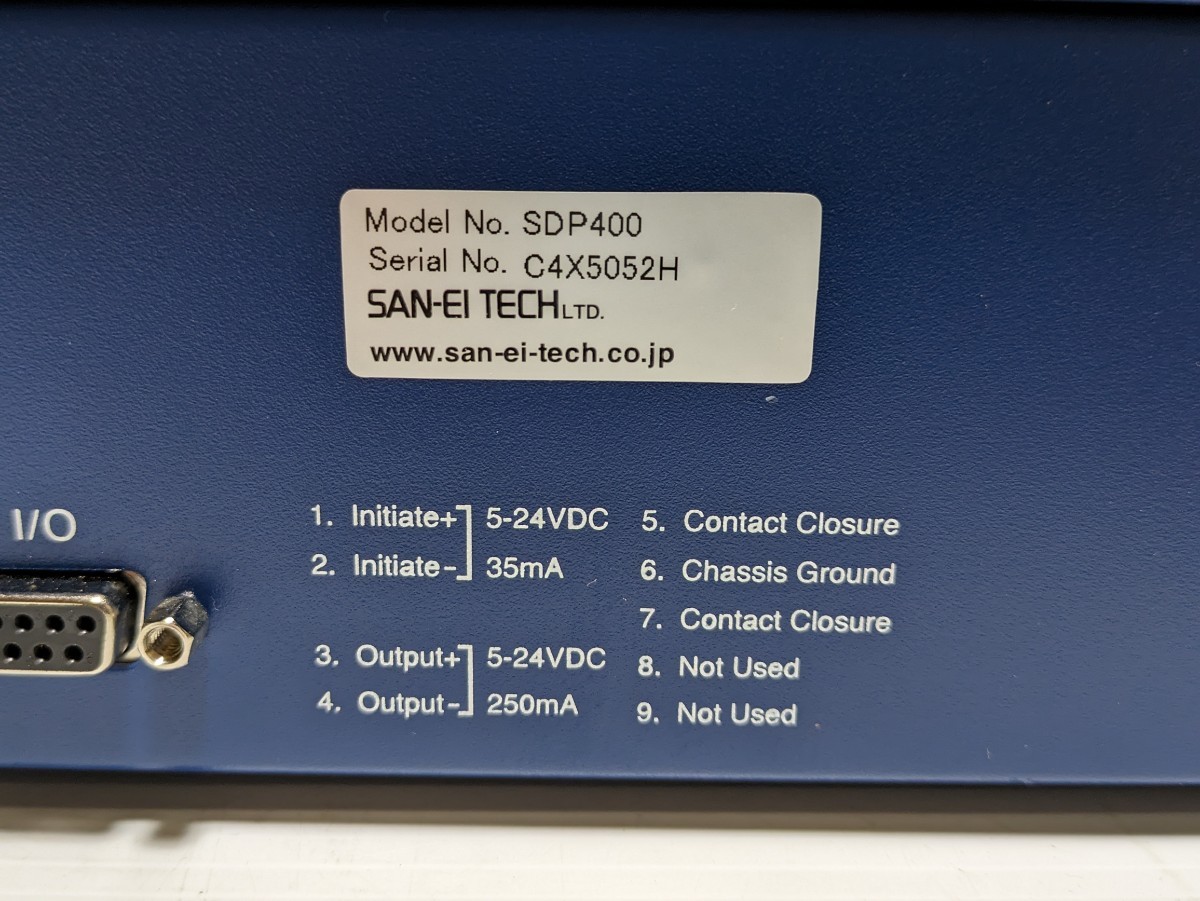 Model No. SDP400
Serial No. C4X5052H
SAN-EI TECH LTD.
www.san-ei-tech.co.jp
I/O
1. Initiate+ 5-24VDC
2. Initiate- 35mA
3. Output+ 5-24VDC
4. Output- 250mA
5. Contact Closure
6. Chassis Ground
7. Contact Closure
8. Not Used
9. Not Used